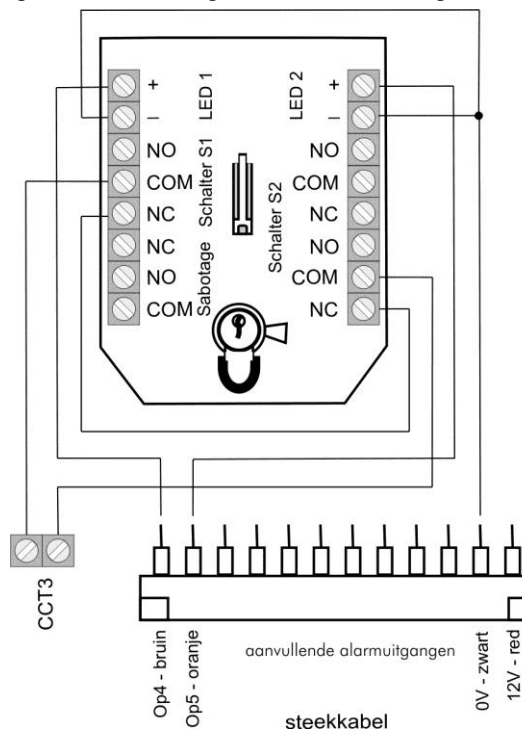 +
–
NO
COM
NC
NC
NO
COM
LED 1
Schalter S1
Sabotage
LED 2
Schalter S2
+
–
NO
COM
NC
NO
COM
NC
CCT3
Op4 - bruin
Op5 - oranje
aanvullende alarmuitgangen
0V - zwart
12V - red
steekkabel